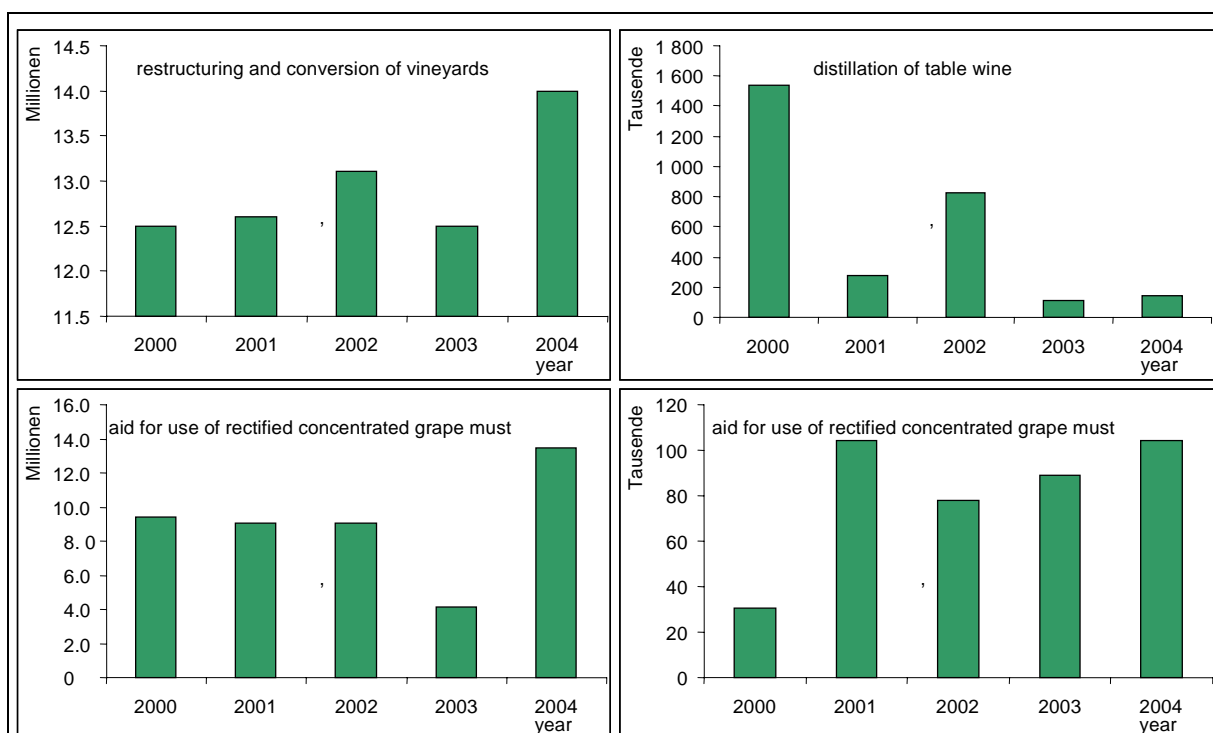 restructuring and conversion of vineyards
Millionen
14.5
14.0
13.5
13.0
12.5
12.0
11.5
,
2000 2001 2002 2003 2004
year
distillation of table wine
Tausende
1 800
1 600
1 400
1 200
1 000
800
600
400
200
0
,
2000 2001 2002 2003 2004
year
aid for use of rectified concentrated grape must
Millionen
16.0
14.0
12.0
10.0
8. 0
6.0
4.0
2.0
0
,
2000 2001 2002 2003 2004
year
aid for use of rectified concentrated grape must
Tausende
120
100
80
60
40
20
0
,
2000 2001 2002 2003 2004
year